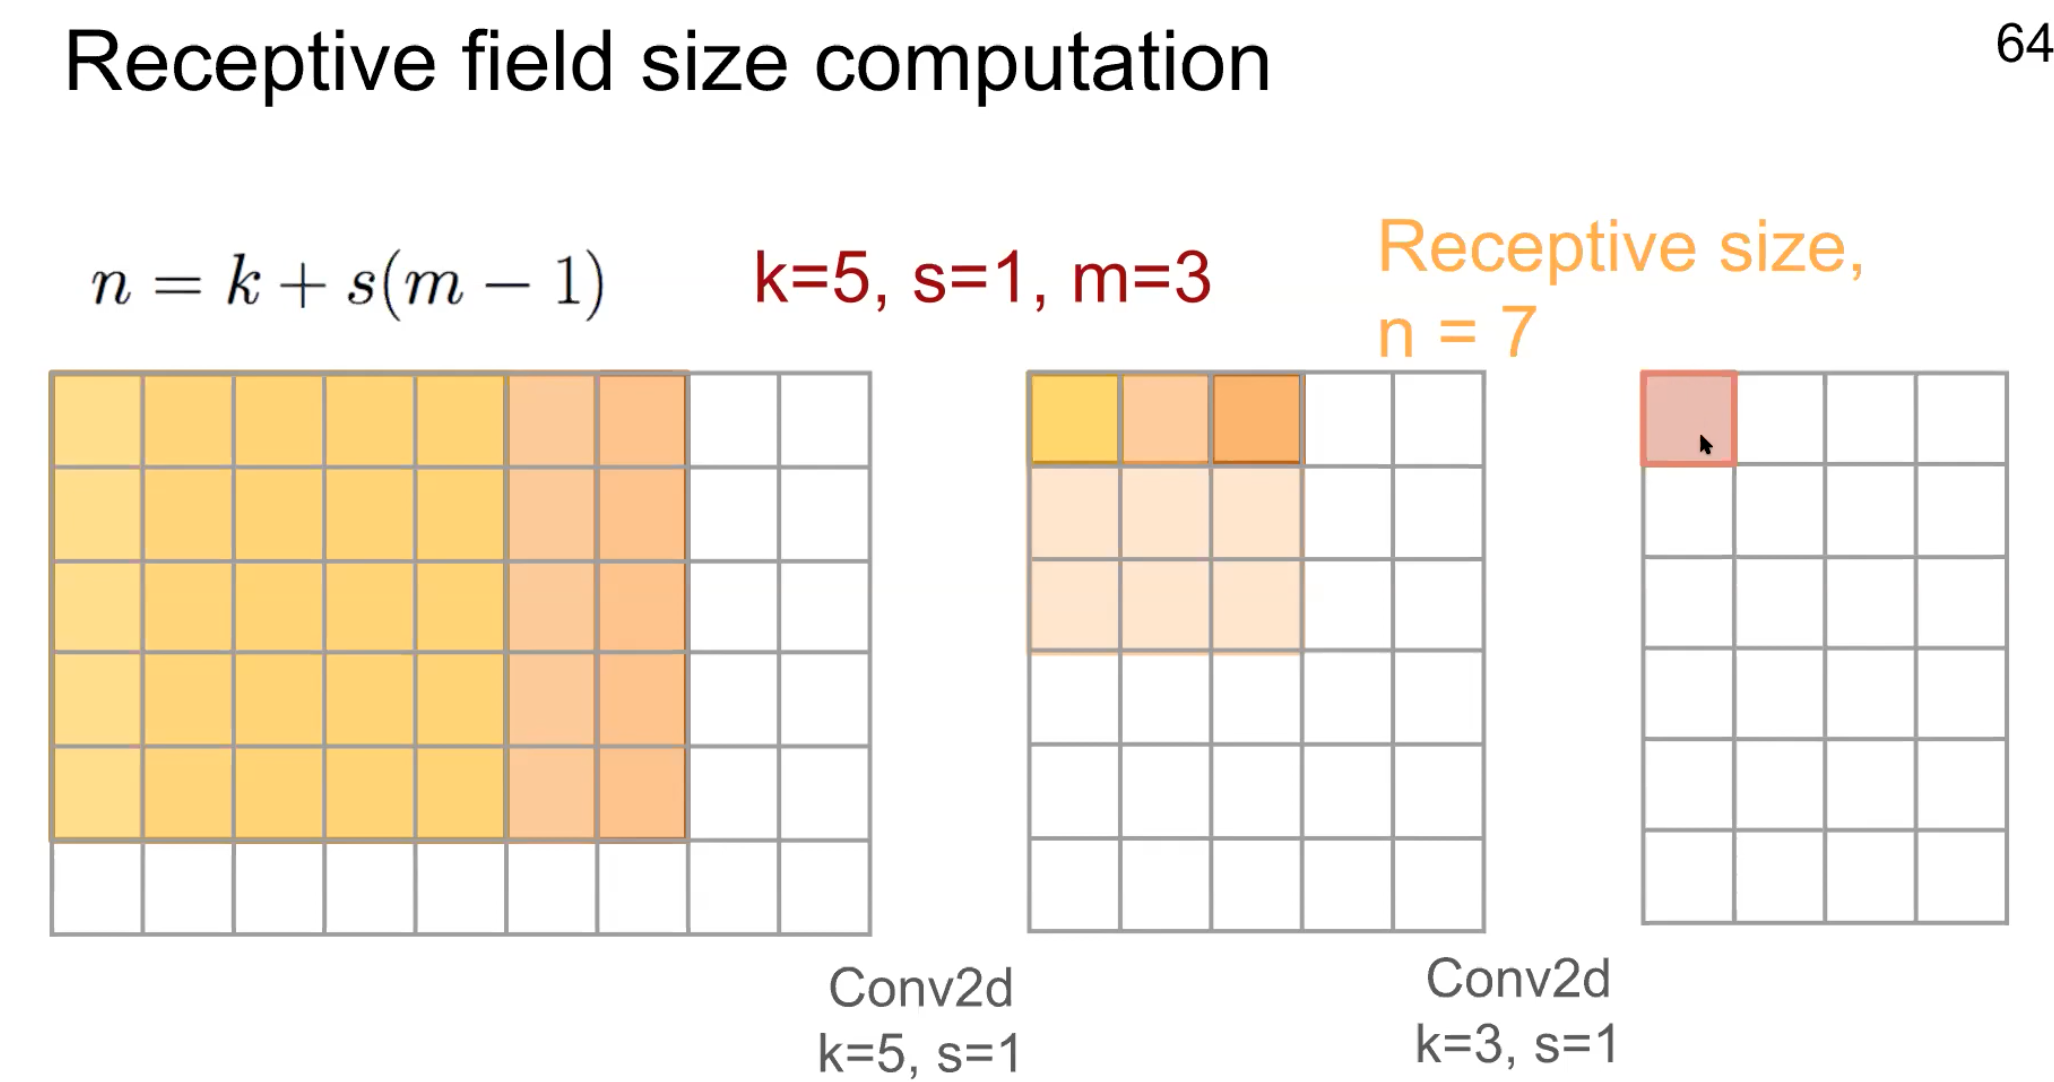 Receptive field size computation
64
n = k + s(m − 1)
k=5, s=1, m=3
Receptive size,
n = 7
Conv2d
k=5, s=1
Conv2d
k=3, s=1